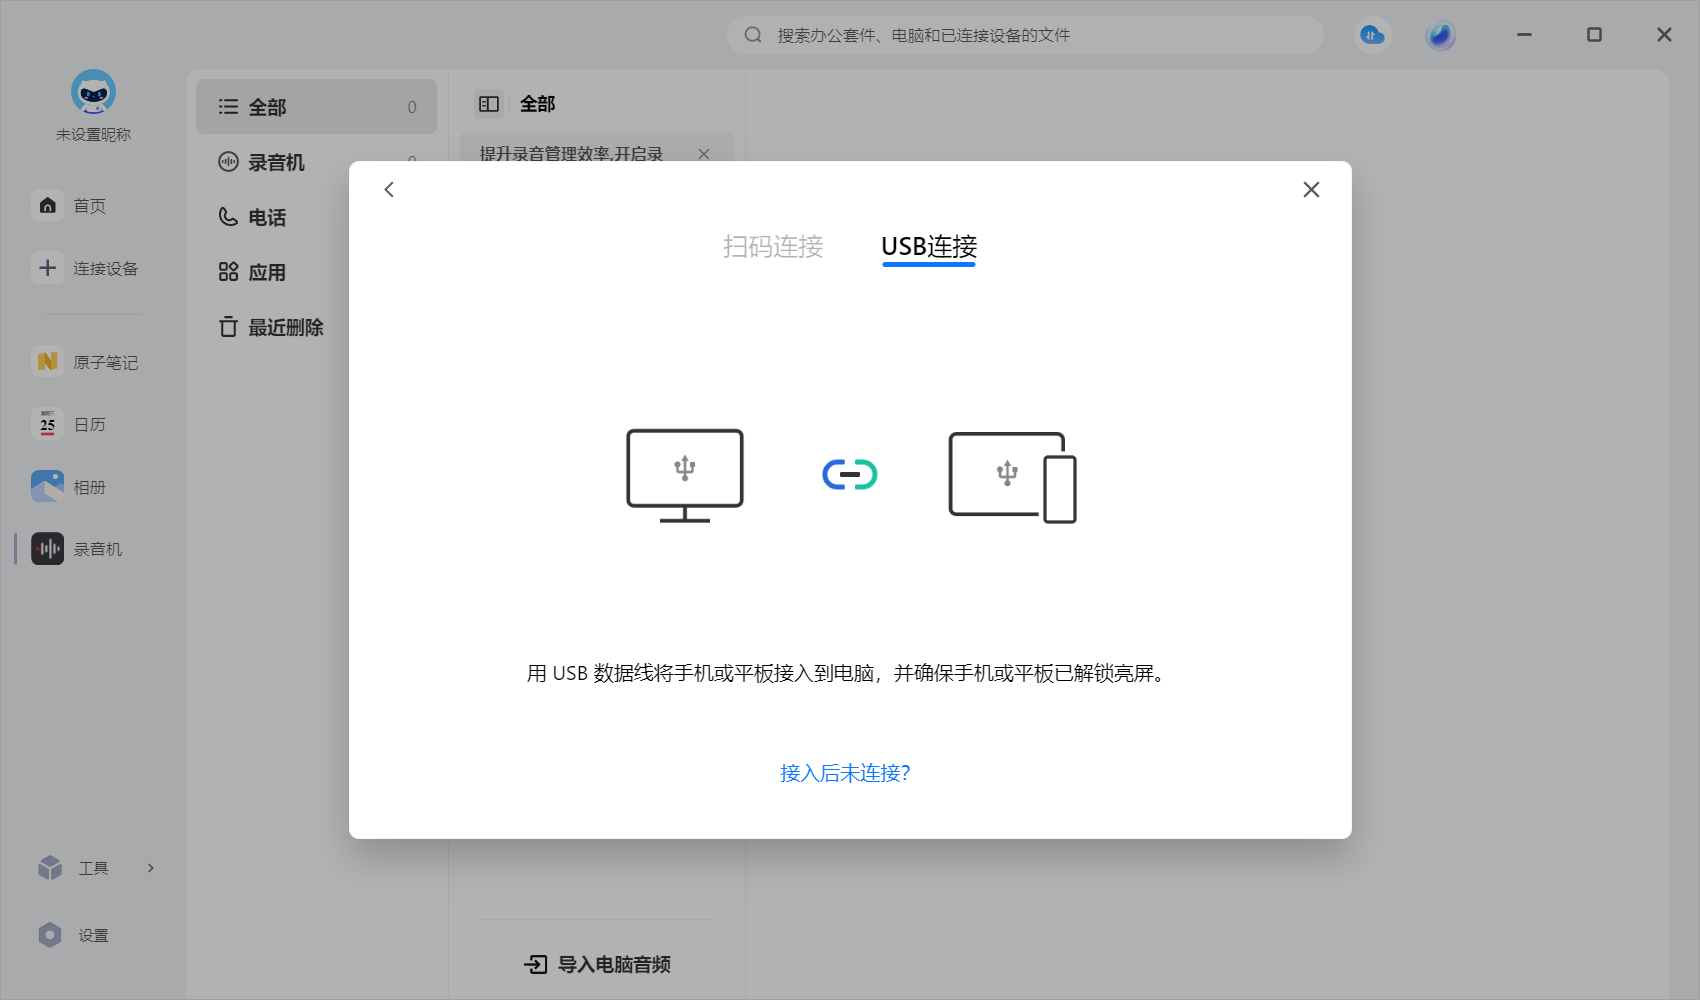 搜索办公套件、电脑和已连接设备的文件
未设置昵称
首页
连接设备
原子笔记
25
日历
相册
录音机
工具
设置
全部 0
录音机
电话
应用
最近删除
全部
提升录音管理效率,开启录
扫码连接 USB连接
用 USB 数据线将手机或平板接入到电脑，并确保手机或平板已解锁亮屏。
接入后未连接？
导入电脑音频